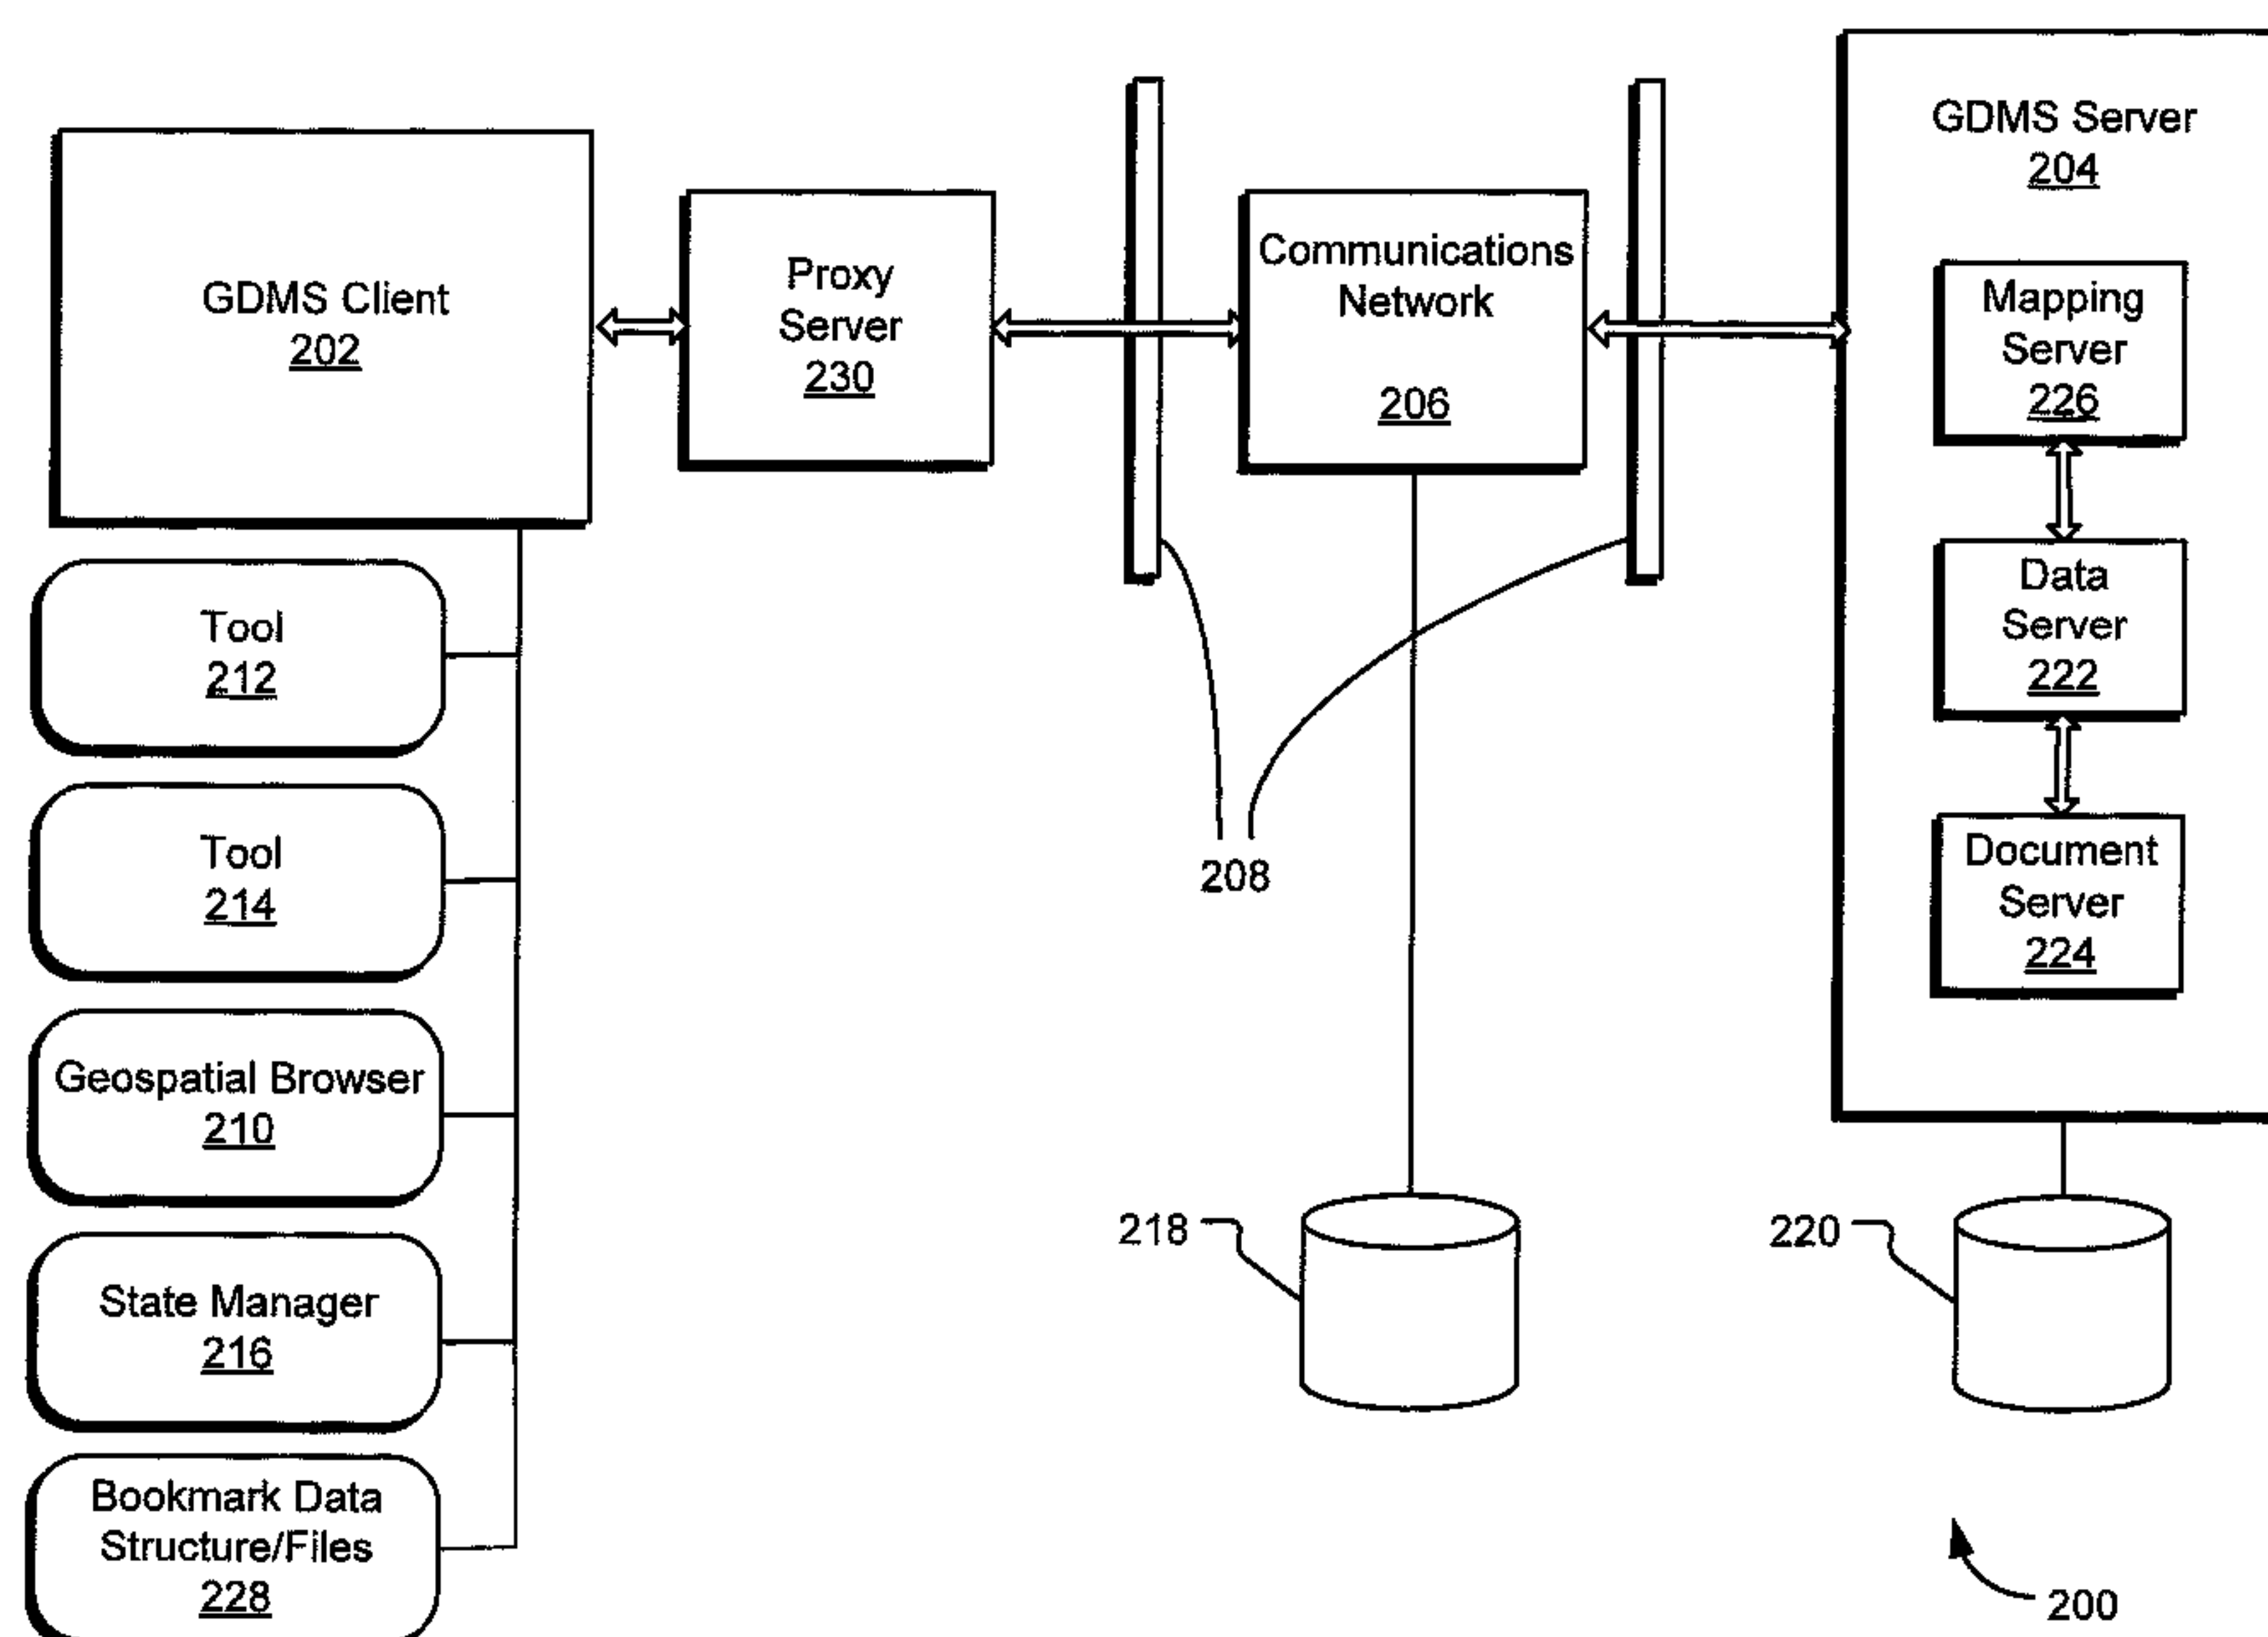 GDMS Client
202
Proxy
Server
230
Communications
Network
206
GDMS Server
204
Mapping
Server
226
Data
Server
222
Document
Server
224
Tool
212
Tool
214
Geospatial Browser
210
State Manager
216
Bookmark Data
Structure/Files
228
208
218
220
200